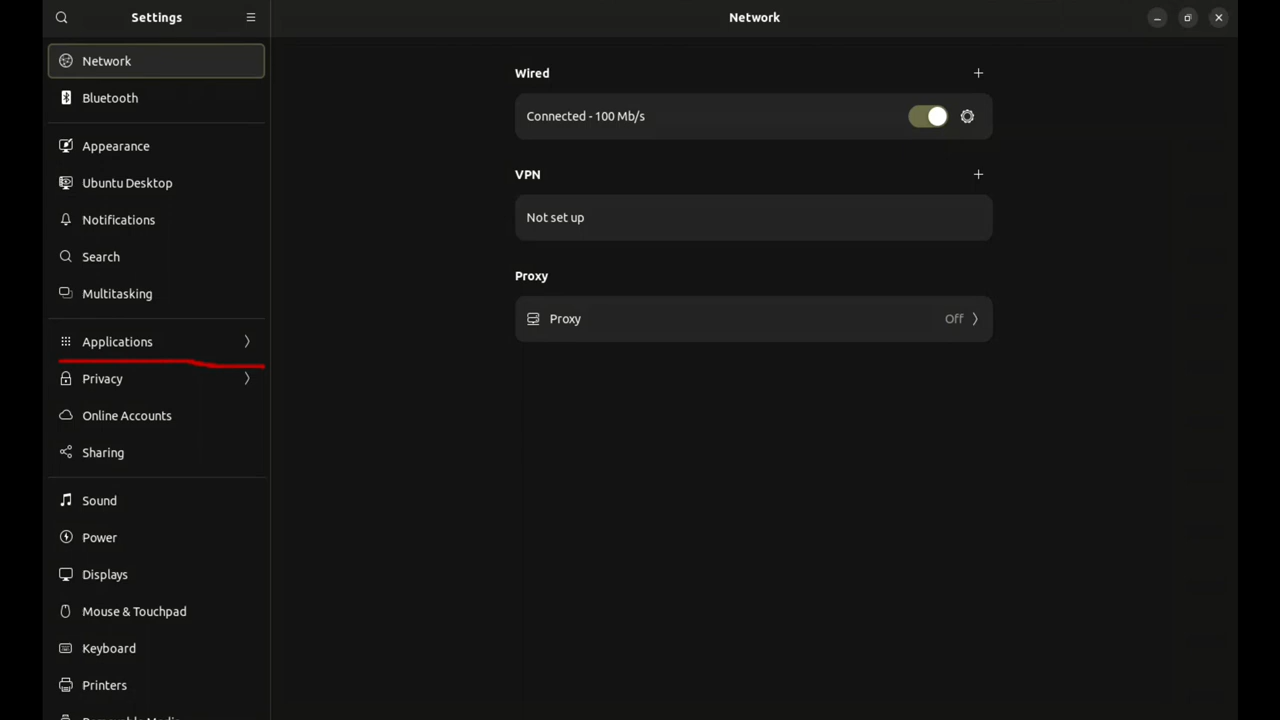 Settings
Network
Network
Bluetooth
Appearance
Ubuntu Desktop
Notifications
Search
Multitasking
Applications
Privacy
Online Accounts
Sharing
Sound
Power
Displays
Mouse & Touchpad
Keyboard
Printers
Wired
Connected - 100 Mb/s
VPN
Not set up
Proxy
Proxy
Off